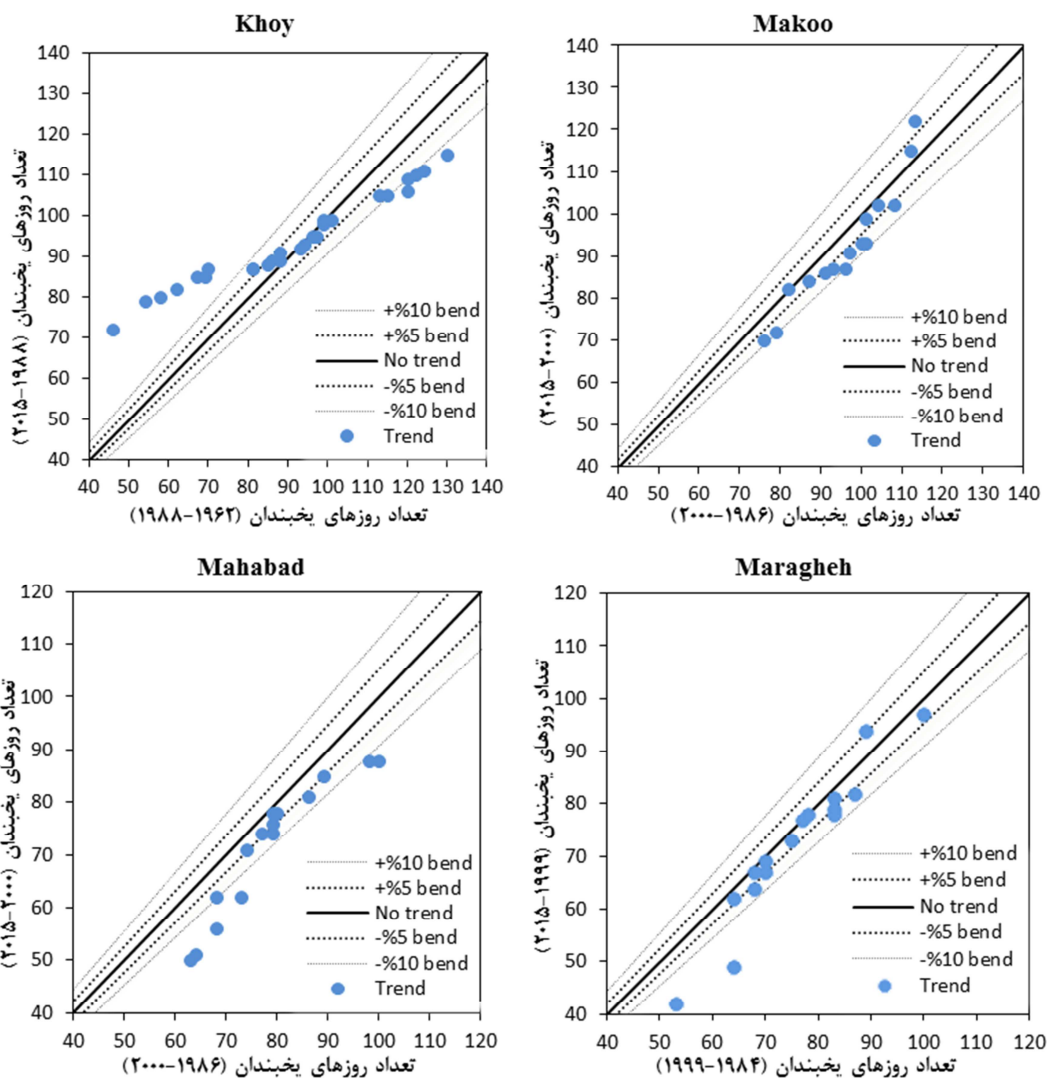 Khoy
140
130
120
110
100
90
80
70
60
50
40
تعداد روزهای یخبندان (۱۹۸۸-۲۰۱۵)
+%10 bend
+%5 bend
No trend
-%5 bend
-%10 bend
Trend
40 50 60 70 80 90 100 110 120 130 140
تعداد روزهای یخبندان (۱۹۶۲-۱۹۸۸)
Makoo
140
130
120
110
100
90
80
70
60
50
40
تعداد روزهای یخبندان (۲۰۰۰-۲۰۱۵)
+%10 bend
+%5 bend
No trend
-%5 bend
-%10 bend
Trend
40 50 60 70 80 90 100 110 120 130 140
تعداد روزهای یخبندان (۱۹۸۶-۲۰۰۰)
Mahabad
120
110
100
90
80
70
60
50
40
تعداد روزهای یخبندان (۲۰۰۰-۲۰۱۵)
+%10 bend
+%5 bend
No trend
-%5 bend
-%10 bend
Trend
40 50 60 70 80 90 100 110 120
تعداد روزهای یخبندان (۱۹۸۶-۲۰۰۰)
Maragheh
120
110
100
90
80
70
60
50
40
تعداد روزهای یخبندان (۱۹۹۹-۲۰۱۵)
+%10 bend
+%5 bend
No trend
-%5 bend
-%10 bend
Trend
40 50 60 70 80 90 100 110 120
تعداد روزهای یخبندان (۱۹۸۴-۱۹۹۹)